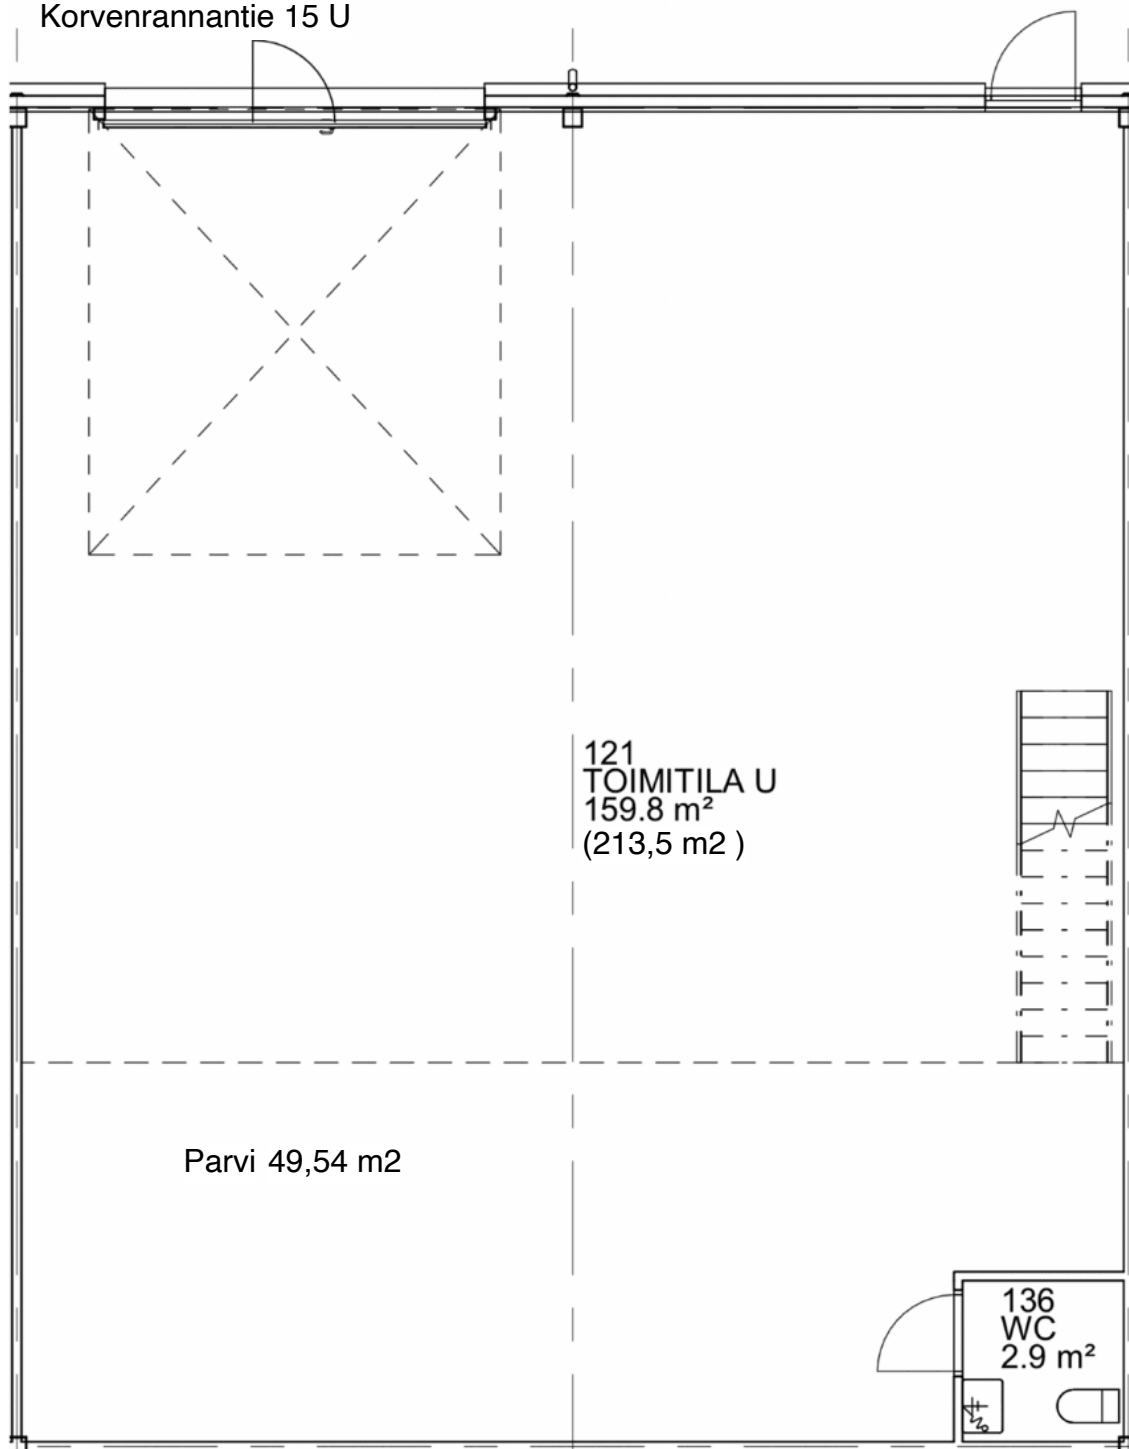 Korvenrannantie 15 U
121
TOIMITILA U
159.8 m²
(213,5 m2 )
Parvi 49,54 m2
136
WC
2.9 m²